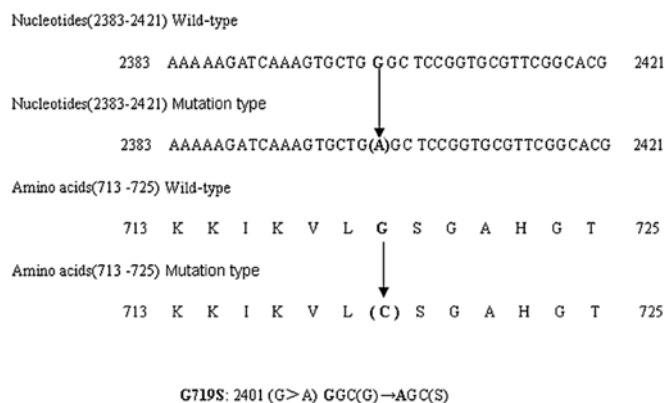 Nucleotides(2383-2421) Wild-type
2383 AAAAAGATCAAAGTGCTG GGC TCCGGTGCGTTCGGCACG 2421
Nucleotides(2383-2421) Mutation type
2383 AAAAAGATCAAAGTGCTG(A)GC TCCGGTGCGTTCGGCACG 2421
Amino acids(713 -725) Wild-type
713 K K I K V L G S G A H G T 725
Amino acids(713 -725) Mutation type
713 K K I K V L (C) S G A H G T 725
G719S: 2401 (G> A) GGC(G)→AGC(S)